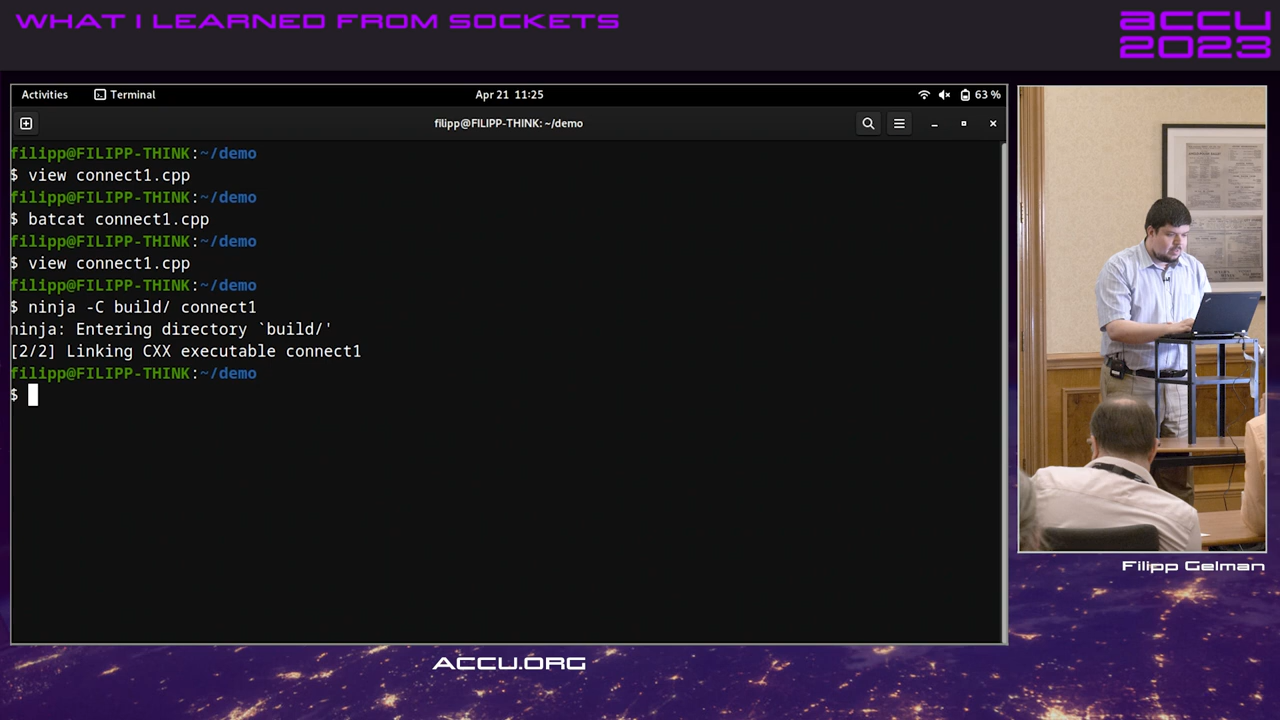 WHAT I LEARNED FROM SOCKETS
accu
2023
Activities
Terminal
Apr 21 11:25
63 %
filipp@FILIPP-THINK: ~/demo
filipp@FILIPP-THINK:~/demo
$ view connect1.cpp
filipp@FILIPP-THINK:~/demo
$ batcat connect1.cpp
filipp@FILIPP-THINK:~/demo
$ view connect1.cpp
filipp@FILIPP-THINK:~/demo
$ ninja -C build/ connect1
ninja: Entering directory `build/'
[2/2] Linking CXX executable connect1
filipp@FILIPP-THINK:~/demo
$
Filipp Gelman
ACCU.ORG